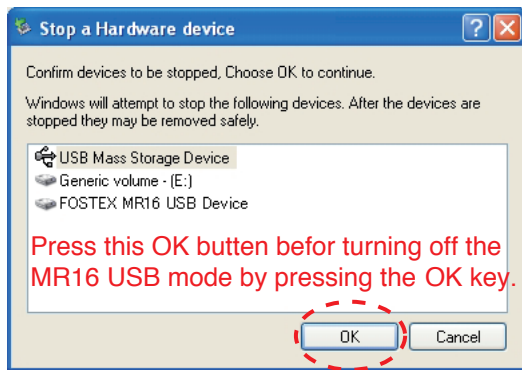 Stop a Hardware device
Confirm devices to be stopped, Choose OK to continue.
Windows will attempt to stop the following devices. After the devices are
stopped they may be removed safely.
USB Mass Storage Device
Generic volume - (E:)
FOSTEX MR16 USB Device
Press this OK butten befor turning off the
MR16 USB mode by pressing the OK key.
OK Cancel